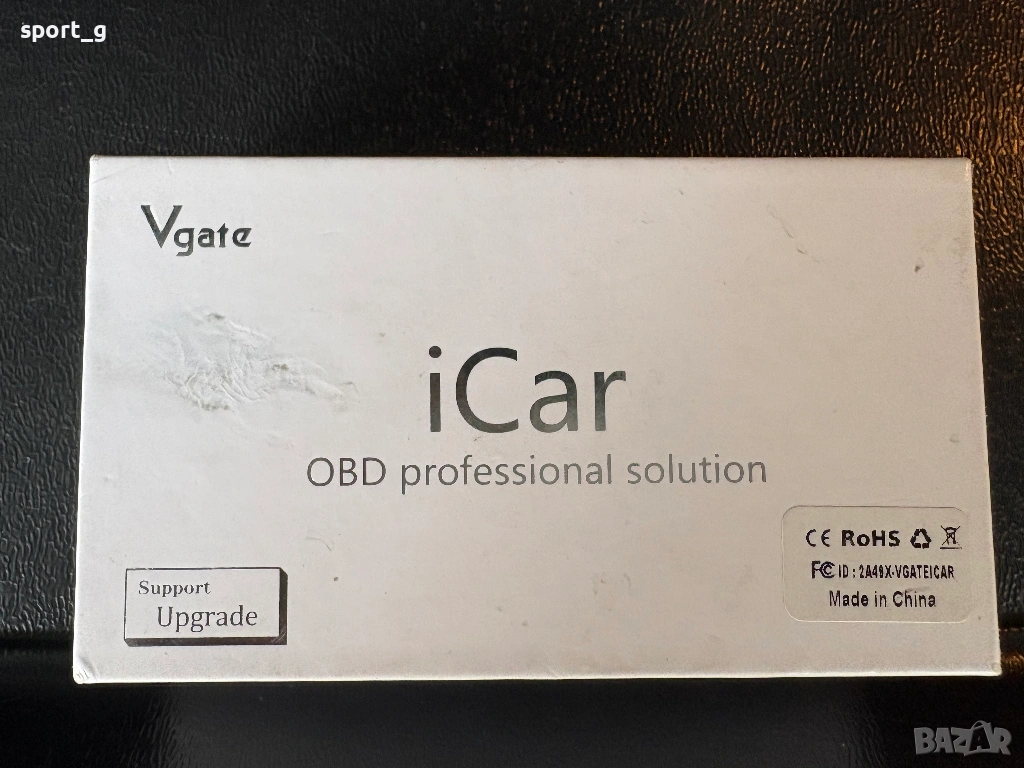 sport_g
Vgate
iCar
OBD professional solution
Support
Upgrade
CE RoHS
FC ID : 2A49X-VGATEICAR
Made in China
BAZAR